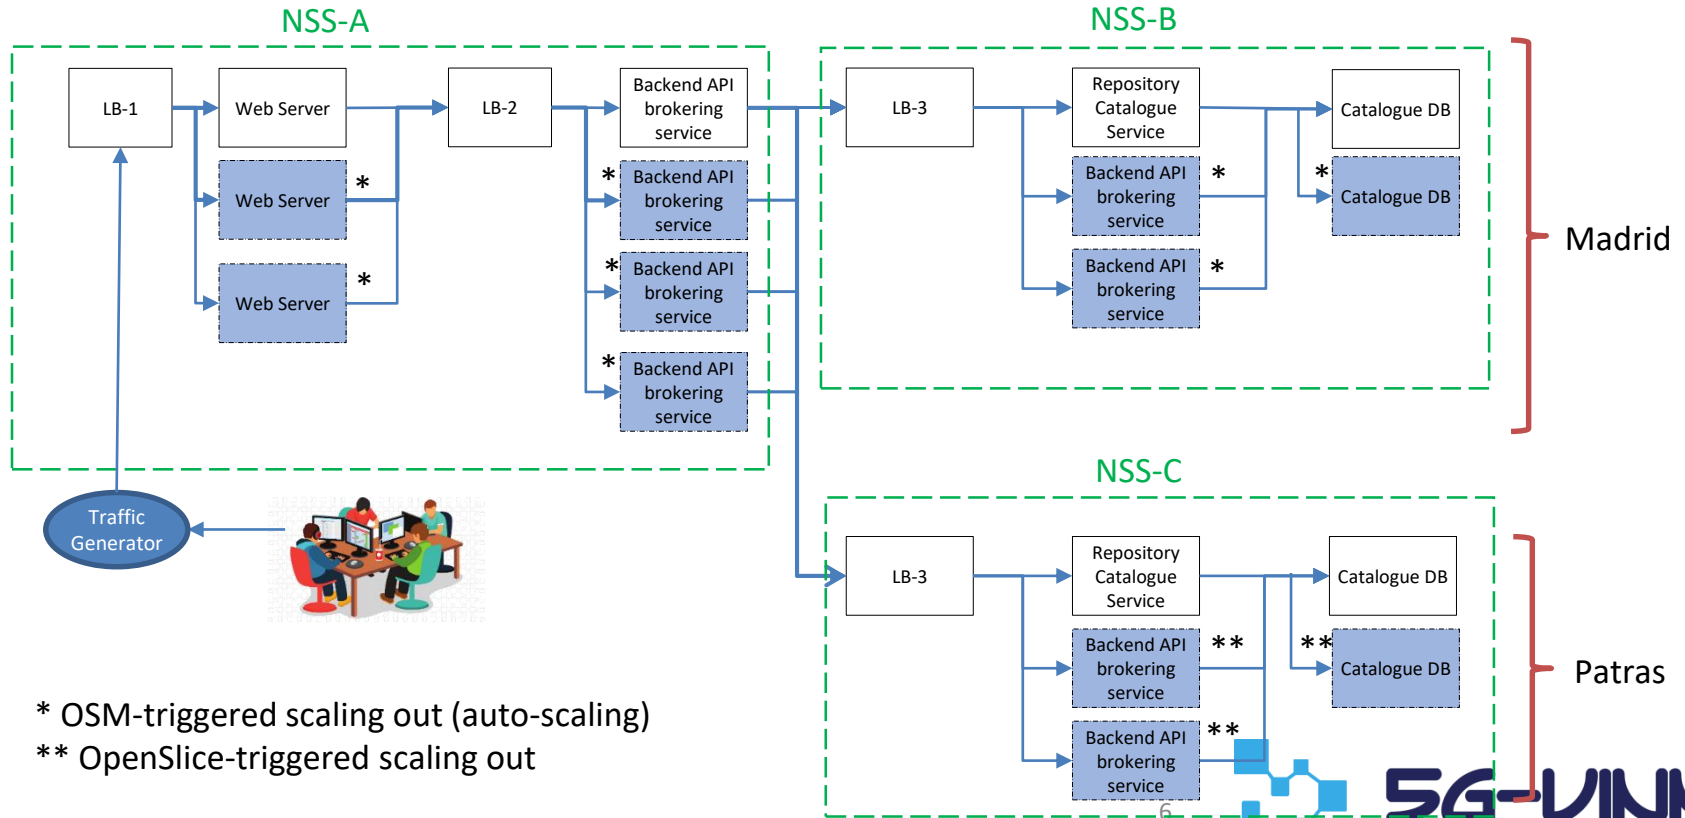 NSS-A
NSS-B
LB-1
Web Server
LB-2
Backend API
brokering
service
LB-3
Repository
Catalogue
Service
Catalogue DB
*
Web Server
*
Backend API
brokering
service
Backend API
brokering
service
*
*
Catalogue DB
Madrid
*
Web Server
*
Backend API
brokering
service
Backend API
brokering
service
*
*
Backend API
brokering
service
NSS-C
Traffic
Generator
LB-3
Repository
Catalogue
Service
Catalogue DB
Backend API
brokering
service
**
**
Catalogue DB
Patras
Backend API
brokering
service
**
* OSM-triggered scaling out (auto-scaling)
** OpenSlice-triggered scaling out
6
5G-VINN